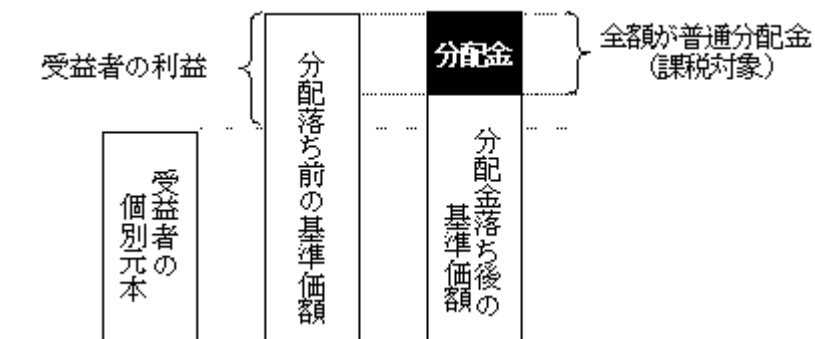 受益者の利益
受益者の
個別元本
分配落ち前の基準価額
分配金
分配金落ち後の
基準価額
全額が普通分配金
（課税対象）